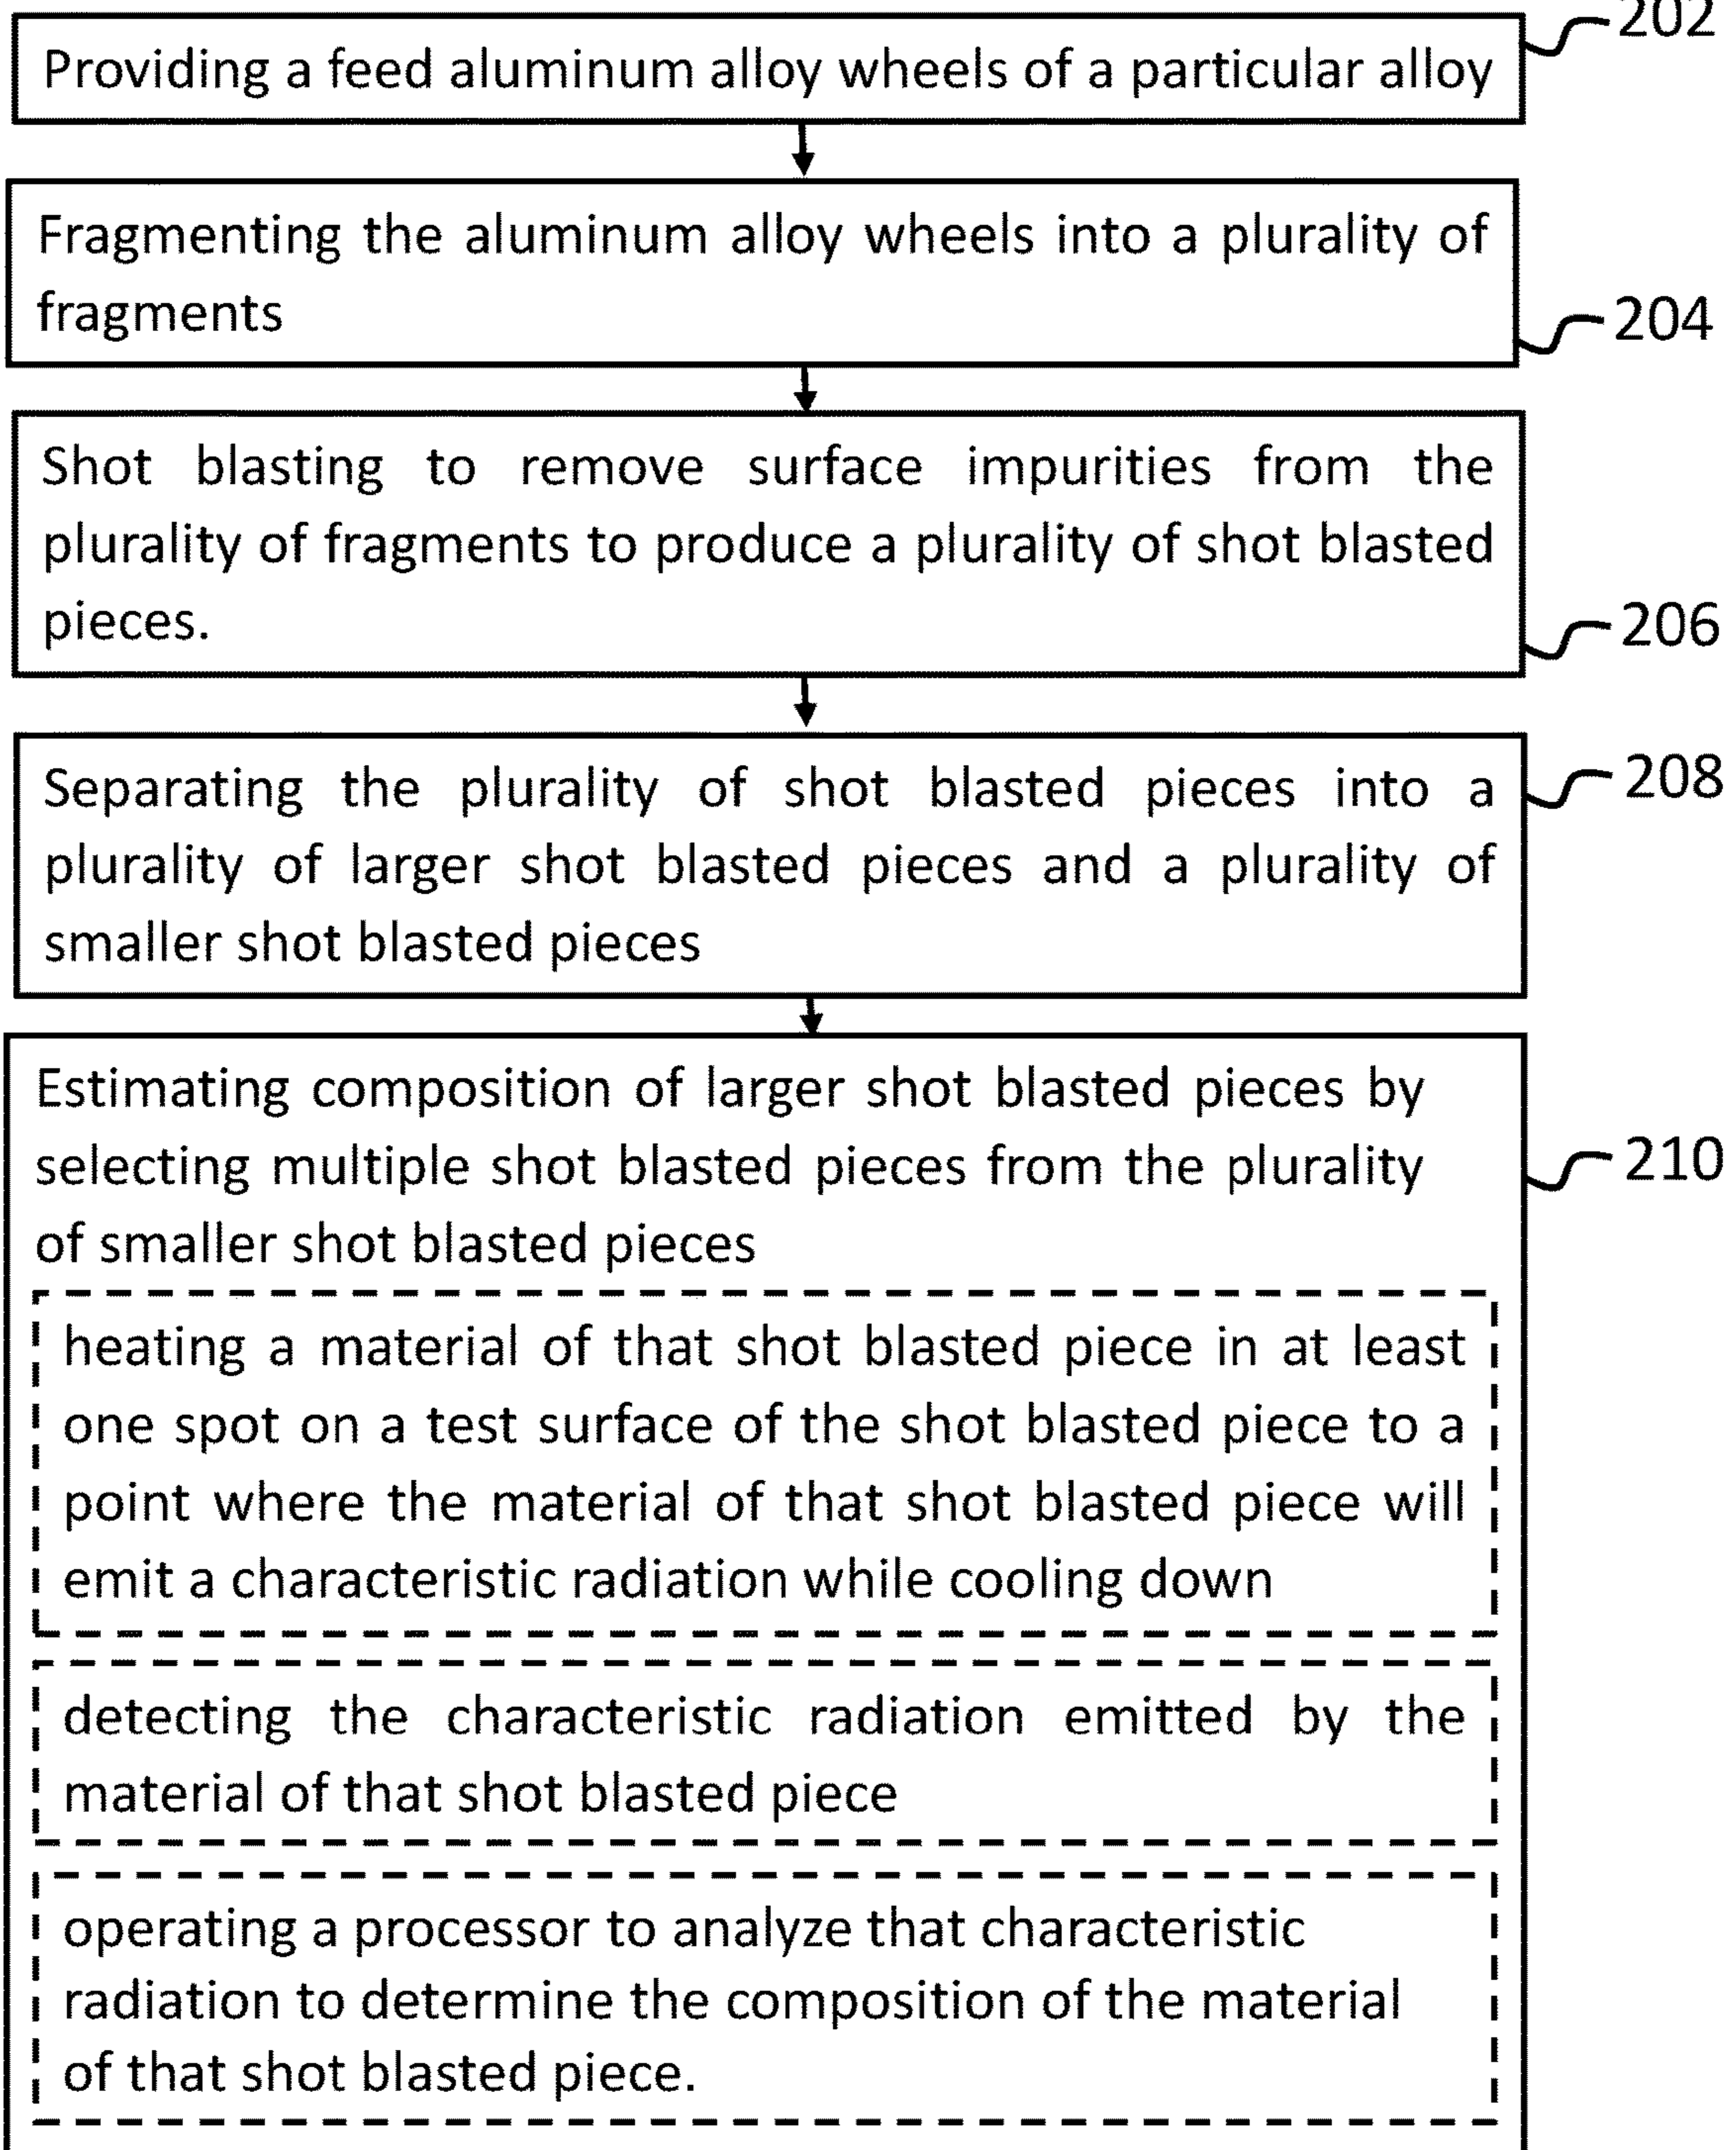 202
Providing a feed aluminum alloy wheels of a particular alloy
Fragmenting the aluminum alloy wheels into a plurality of
fragments
204
Shot blasting to remove surface impurities from the
plurality of fragments to produce a plurality of shot blasted
pieces.
206
Separating the plurality of shot blasted pieces into a
208
plurality of larger shot blasted pieces and a plurality of
smaller shot blasted pieces
Estimating composition of larger shot blasted pieces by
selecting multiple shot blasted pieces from the plurality
210
of smaller shot blasted pieces
heating a material of that shot blasted piece in at least
one spot on a test surface of the shot blasted piece to a
point where the material of that shot blasted piece will
emit a characteristic radiation while cooling down
detecting the characteristic radiation emitted by the
material of that shot blasted piece
operating a processor to analyze that characteristic
radiation to determine the composition of the material
of that shot blasted piece.